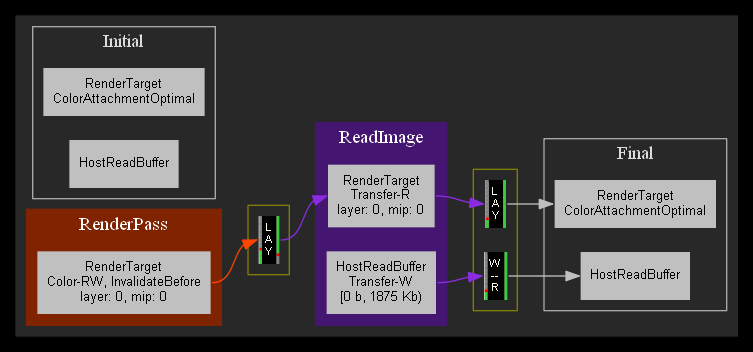 Initial
RenderTarget
ColorAttachmentOptimal
HostReadBuffer
RenderPass
RenderTarget
Color-RW, InvalidateBefore
layer: 0, mip: 0
L
A
Y
ReadImage
RenderTarget
Transfer-R
layer: 0, mip: 0
HostReadBuffer
Transfer-W
[0 b, 1875 Kb)
L
A
Y
W
--
R
Final
RenderTarget
ColorAttachmentOptimal
HostReadBuffer